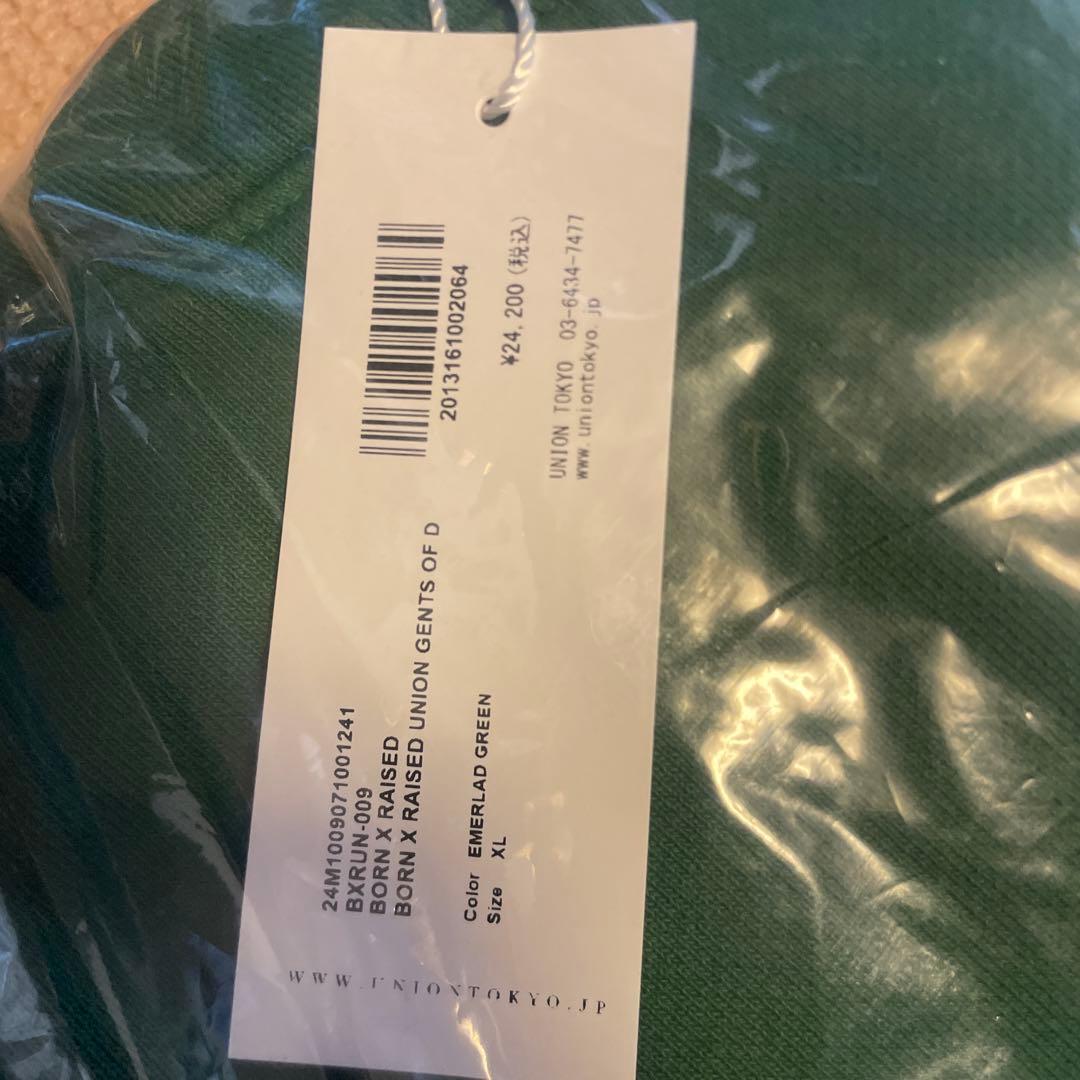 24M1009071001241
BXRUN-009
BORN X RAISED
BORN X RAISED UNION GENTS OF D
Color EMERLAD GREEN
Size XL
2013161002064
¥24,200(税込)
UNION TOKYO 03-6434-7477
www.uniontokyo.jp
WWW.UNIONTOKYO.JP